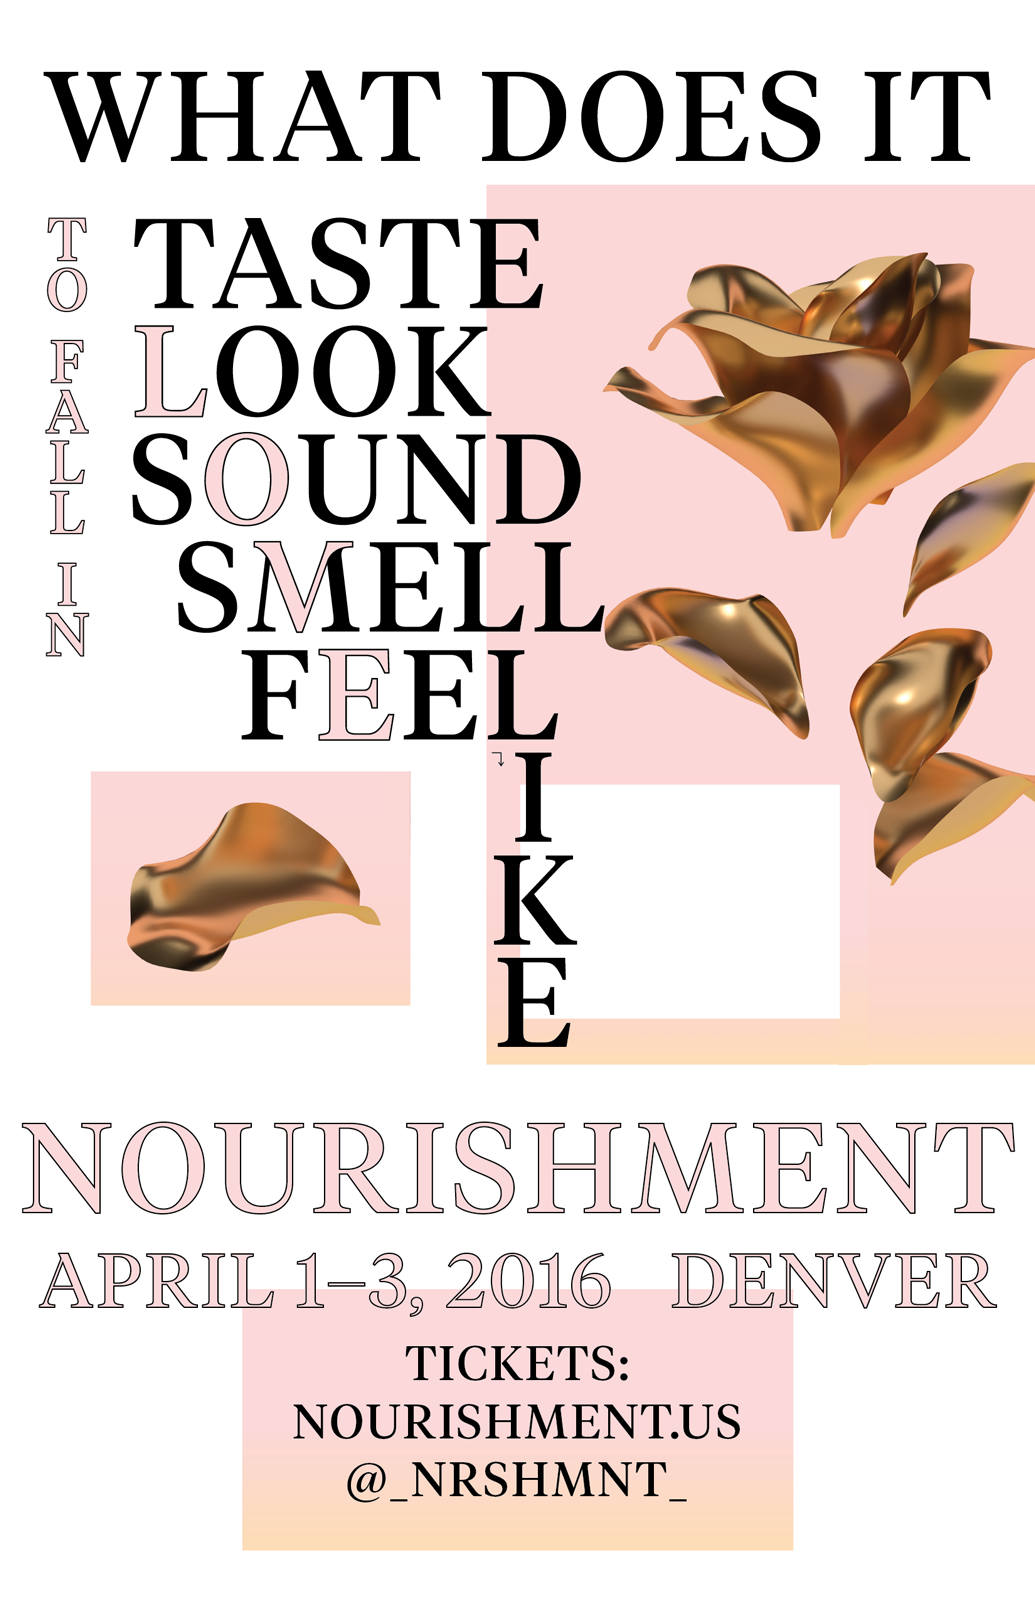 WHAT DOES IT
TO FALL IN
TASTE
LOOK
SOUND
SMELL
FEEL
LIKE
NOURISHMENT
APRIL 1–3, 2016 DENVER
TICKETS:
NOURISHMENT.US
@_NRSHMNT_